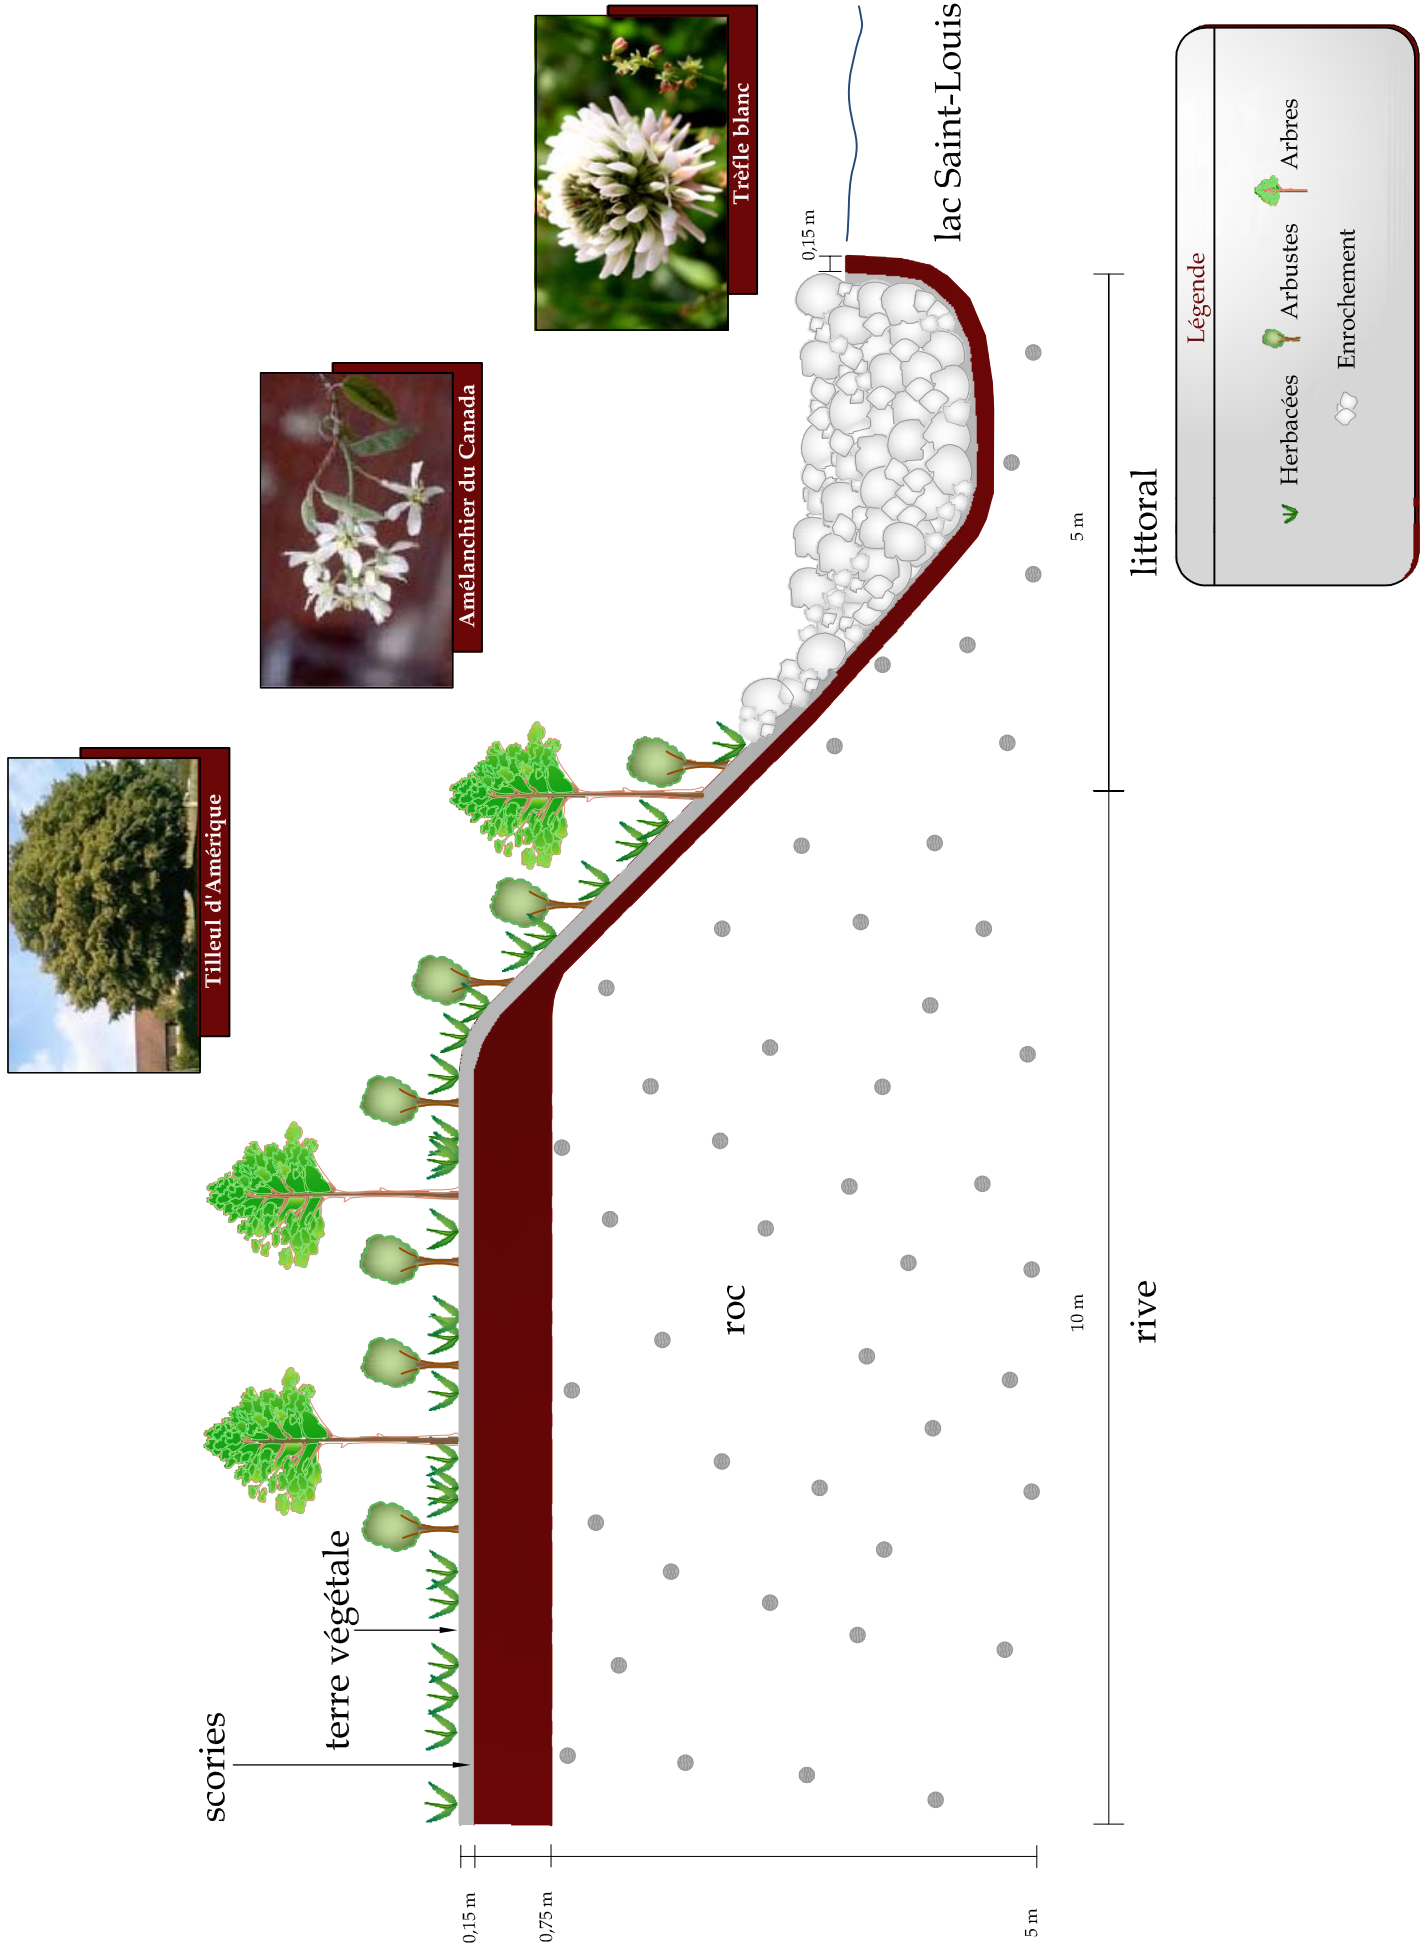 Tilleul d'Amérique
Amélanchier du Canada
Trèfle blanc
scories
terre végétale
0,15 m
lac Saint-Louis
0,15 m
0,75 m
5 m
roc
10 m
5 m
rive
littoral
Légende
Herbacées
Arbustes
Arbres
Enrochement